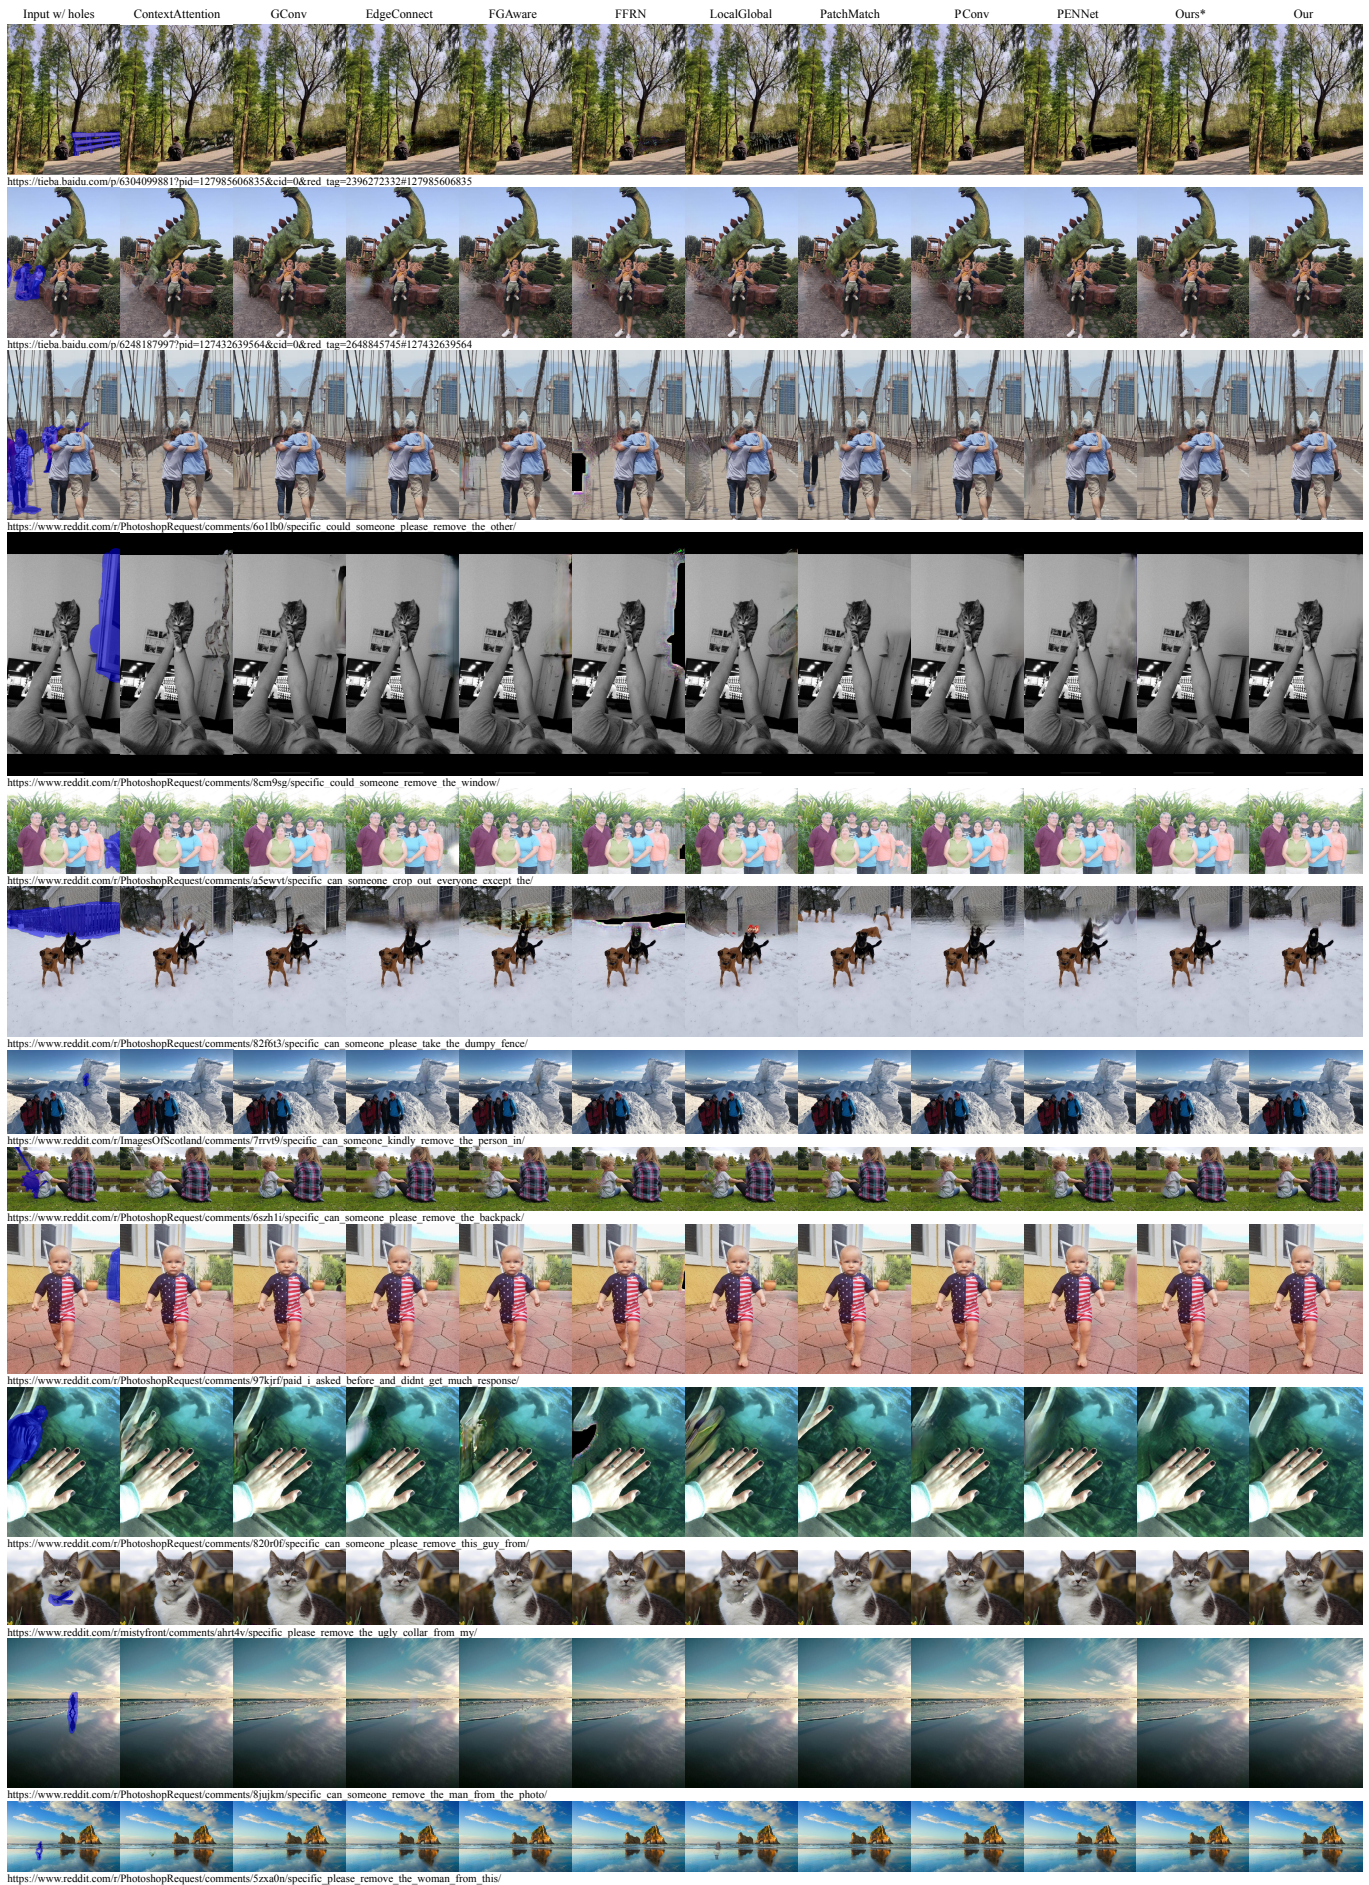 Input w/ holes ContextAttention GConv EdgeConnect FGAware FFRN LocalGlobal PatchMatch PConv PENNet Ours* Our
https://tieba.baidu.com/p/6304099881?pid=127985606835&cid=0&red_tag=2396272332#127985606835
https://tieba.baidu.com/p/6248187997?pid=127432639564&cid=0&red_tag=2648845745#127432639564
https://www.reddit.com/r/PhotoshopRequest/comments/6o1lb0/specific_could_someone_please_remove_the_other/
https://www.reddit.com/r/PhotoshopRequest/comments/8cm9sg/specific_could_someone_remove_the_window/
https://www.reddit.com/r/PhotoshopRequest/comments/a5ewvt/specific_can_someone_crop_out_everyone_except_the/
https://www.reddit.com/r/PhotoshopRequest/comments/82f6t3/specific_can_someone_please_take_the_dumpy_fence/
https://www.reddit.com/r/ImagesOfScotland/comments/7rrvt9/specific_can_someone_kindly_remove_the_person_in/
https://www.reddit.com/r/PhotoshopRequest/comments/6szh1i/specific_can_someone_please_remove_the_backpack/
https://www.reddit.com/r/PhotoshopRequest/comments/97kjrf/paid_i_asked_before_and_didnt_get_much_response/
https://www.reddit.com/r/PhotoshopRequest/comments/820r0f/specific_can_someone_please_remove_this_guy_from/
https://www.reddit.com/r/mistyfront/comments/ahrt4v/specific_please_remove_the_ugly_collar_from_my/
https://www.reddit.com/r/PhotoshopRequest/comments/8jujkm/specific_can_someone_remove_the_man_from_the_photo/
https://www.reddit.com/r/PhotoshopRequest/comments/5zxa0n/specific_please_remove_the_woman_from_this/